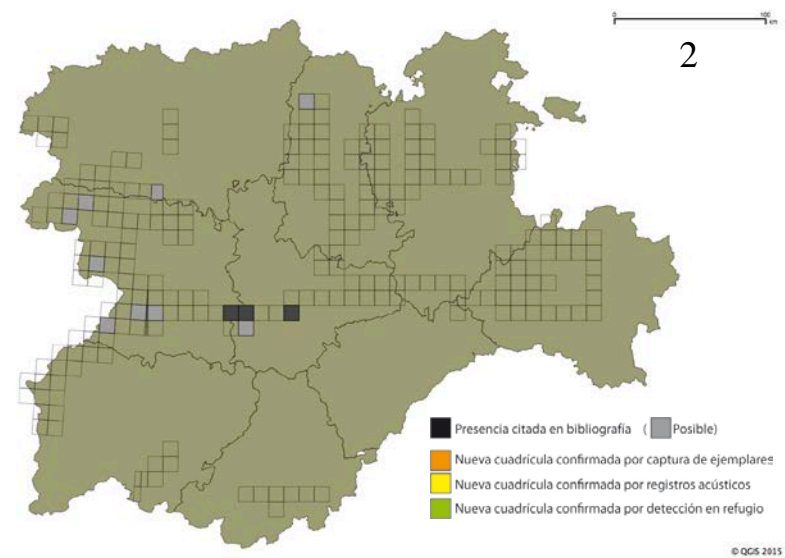 0 100
km
2
Presencia citada en bibliografía ( Posible)
Nueva cuadrícula confirmada por captura de ejemplares
Nueva cuadrícula confirmada por registros acústicos
Nueva cuadrícula confirmada por detección en refugio
© QGIS 2015